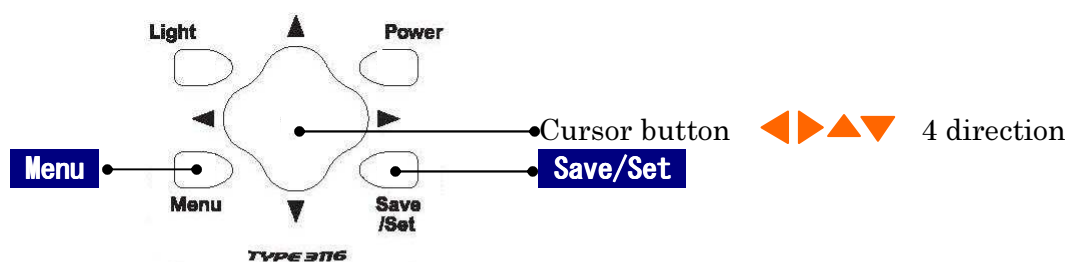 Light
Power
Cursor button ◀▶▲▼ 4 direction
Menu
Save/Set
Menu
Save
/Set
TYPE 3116